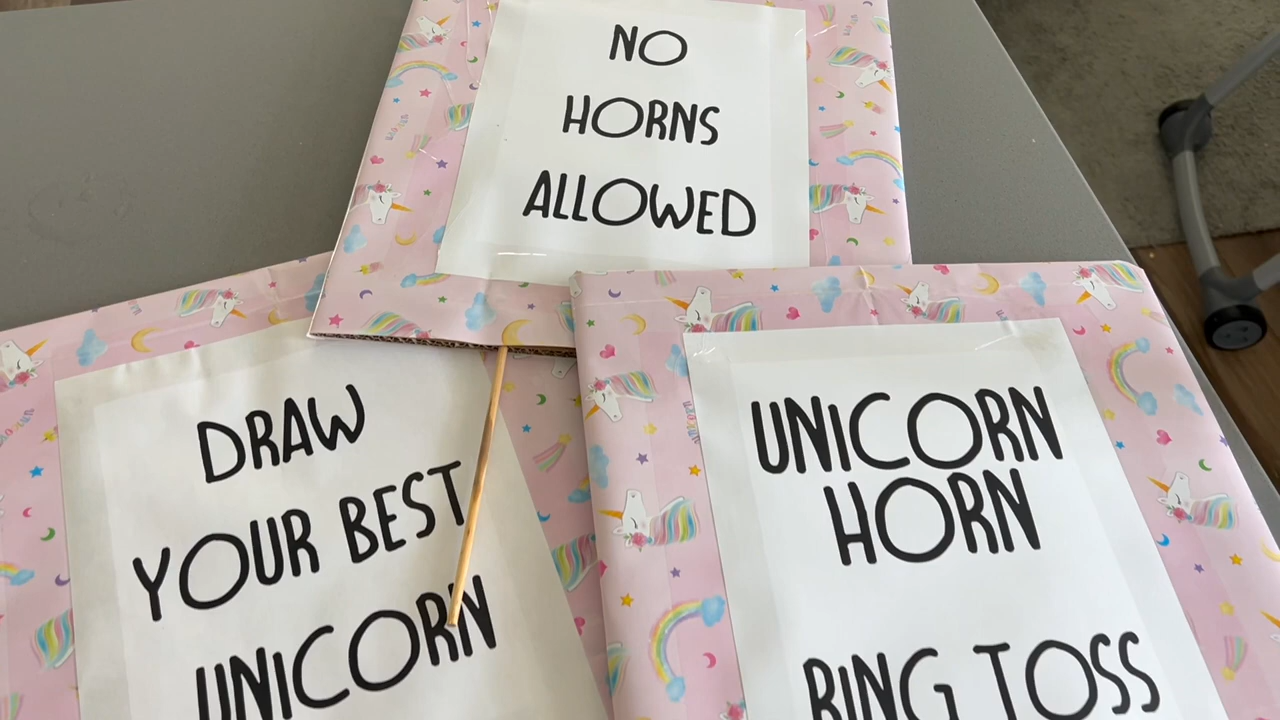 NO
HORNS
ALLOWED
DRAW
YOUR BEST
UNICORN
UNICORN
HORN
RING TOSS